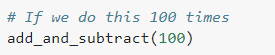 # If we do this 100 times
add_and_subtract(100)